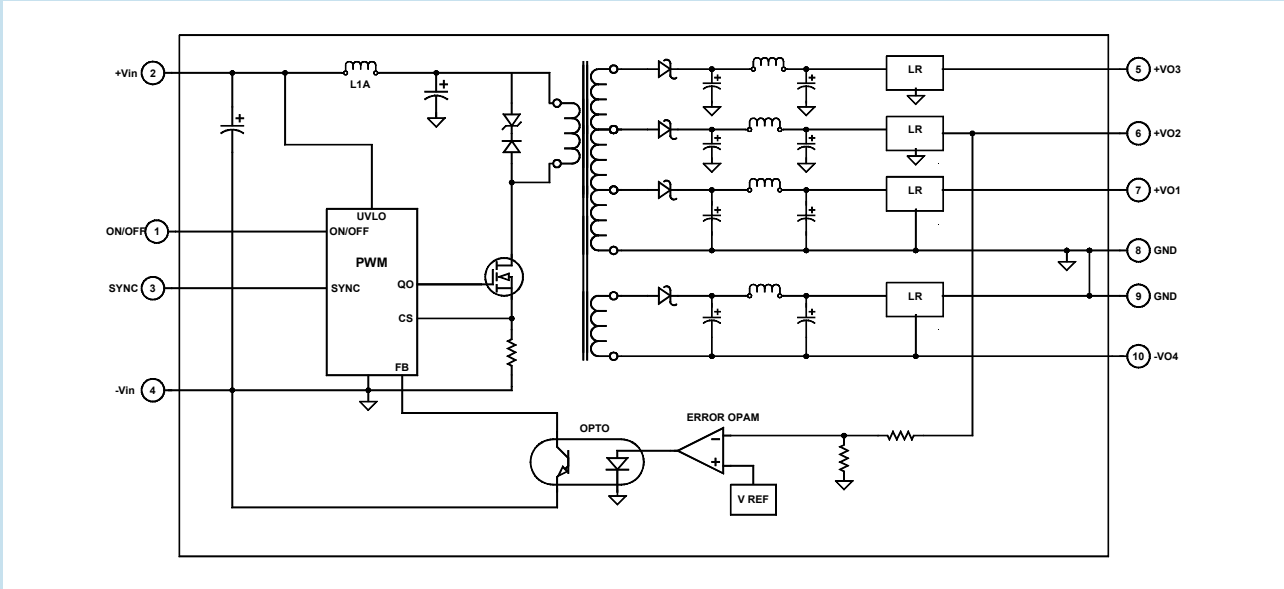 +Vin 2
L1A
LR
5 +VO3
LR
6 +VO2
LR
7 +VO1
UVLO
ON/OFF 1
ON/OFF
PWM
8 GND
QO
SYNC 3
SYNC
LR
9 GND
CS
10 -VO4
FB
-Vin 4
ERROR OPAM
OPTO
V REF